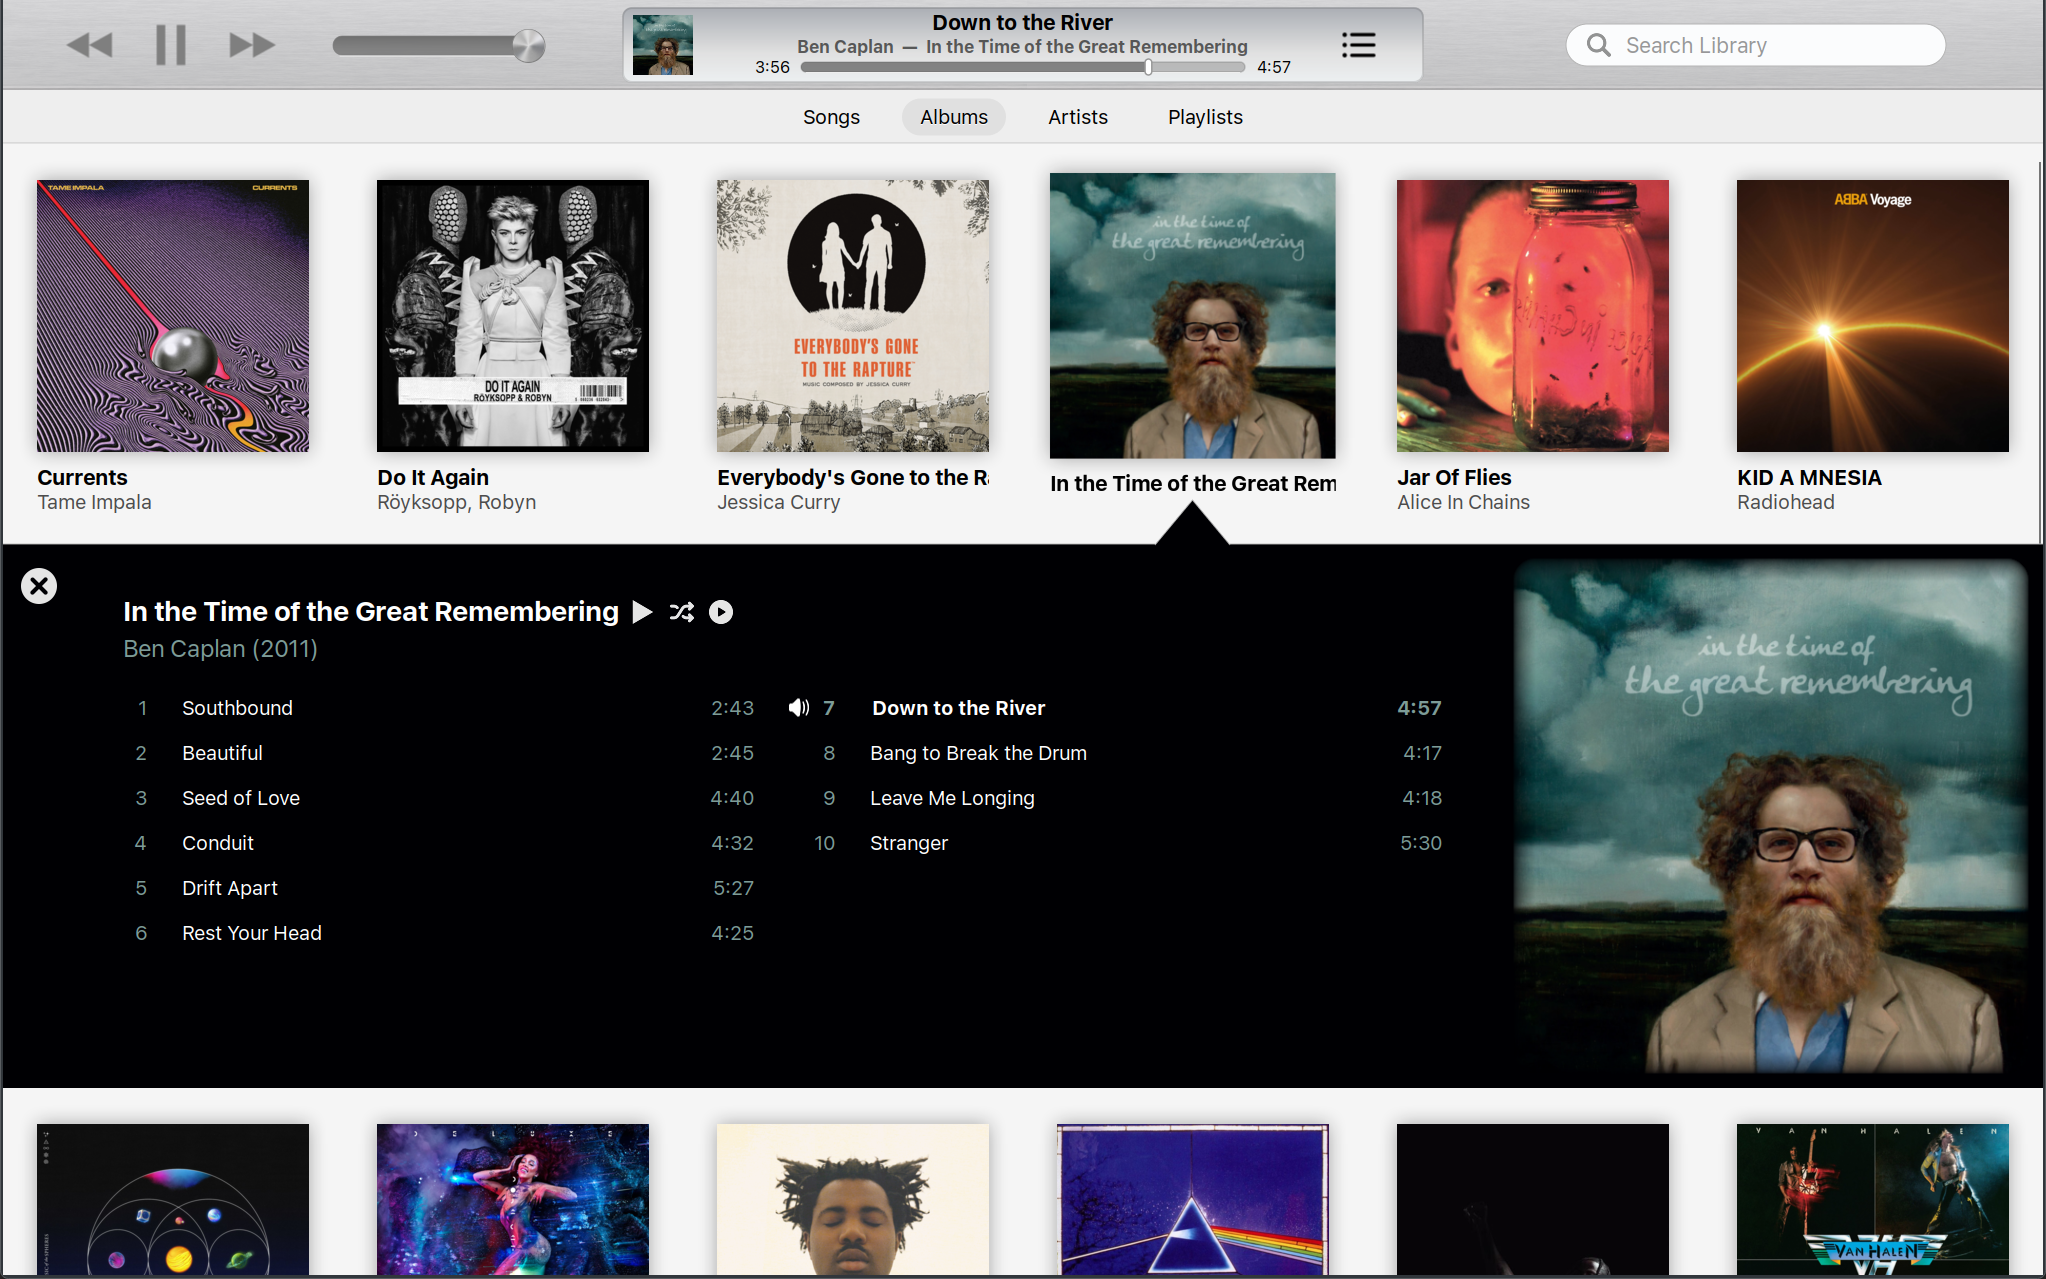 Down to the River
Ben Caplan — In the Time of the Great Remembering
3:56
4:57
Search Library
Songs
Albums
Artists
Playlists
TAME IMPALA
CURRENTS
DO IT AGAIN
RÖYKSOPP & ROBYN
EVERYBODY'S GONE
TO THE RAPTURE
MUSIC COMPOSED BY JESSICA CURRY
in the time of
the great remembering
ABBA Voyage
Currents
Tame Impala
Do It Again
Röyksopp, Robyn
Everybody's Gone to the Ra
Jessica Curry
In the Time of the Great Rem
Jar Of Flies
Alice In Chains
KID A MNESIA
Radiohead
In the Time of the Great Remembering
Ben Caplan (2011)
1 Southbound 2:43
2 Beautiful 2:45
3 Seed of Love 4:40
4 Conduit 4:32
5 Drift Apart 5:27
6 Rest Your Head 4:25
7 Down to the River 4:57
8 Bang to Break the Drum 4:17
9 Leave Me Longing 4:18
10 Stranger 5:30
in the time of
the great remembering
VAN HALEN
VAN HALEN